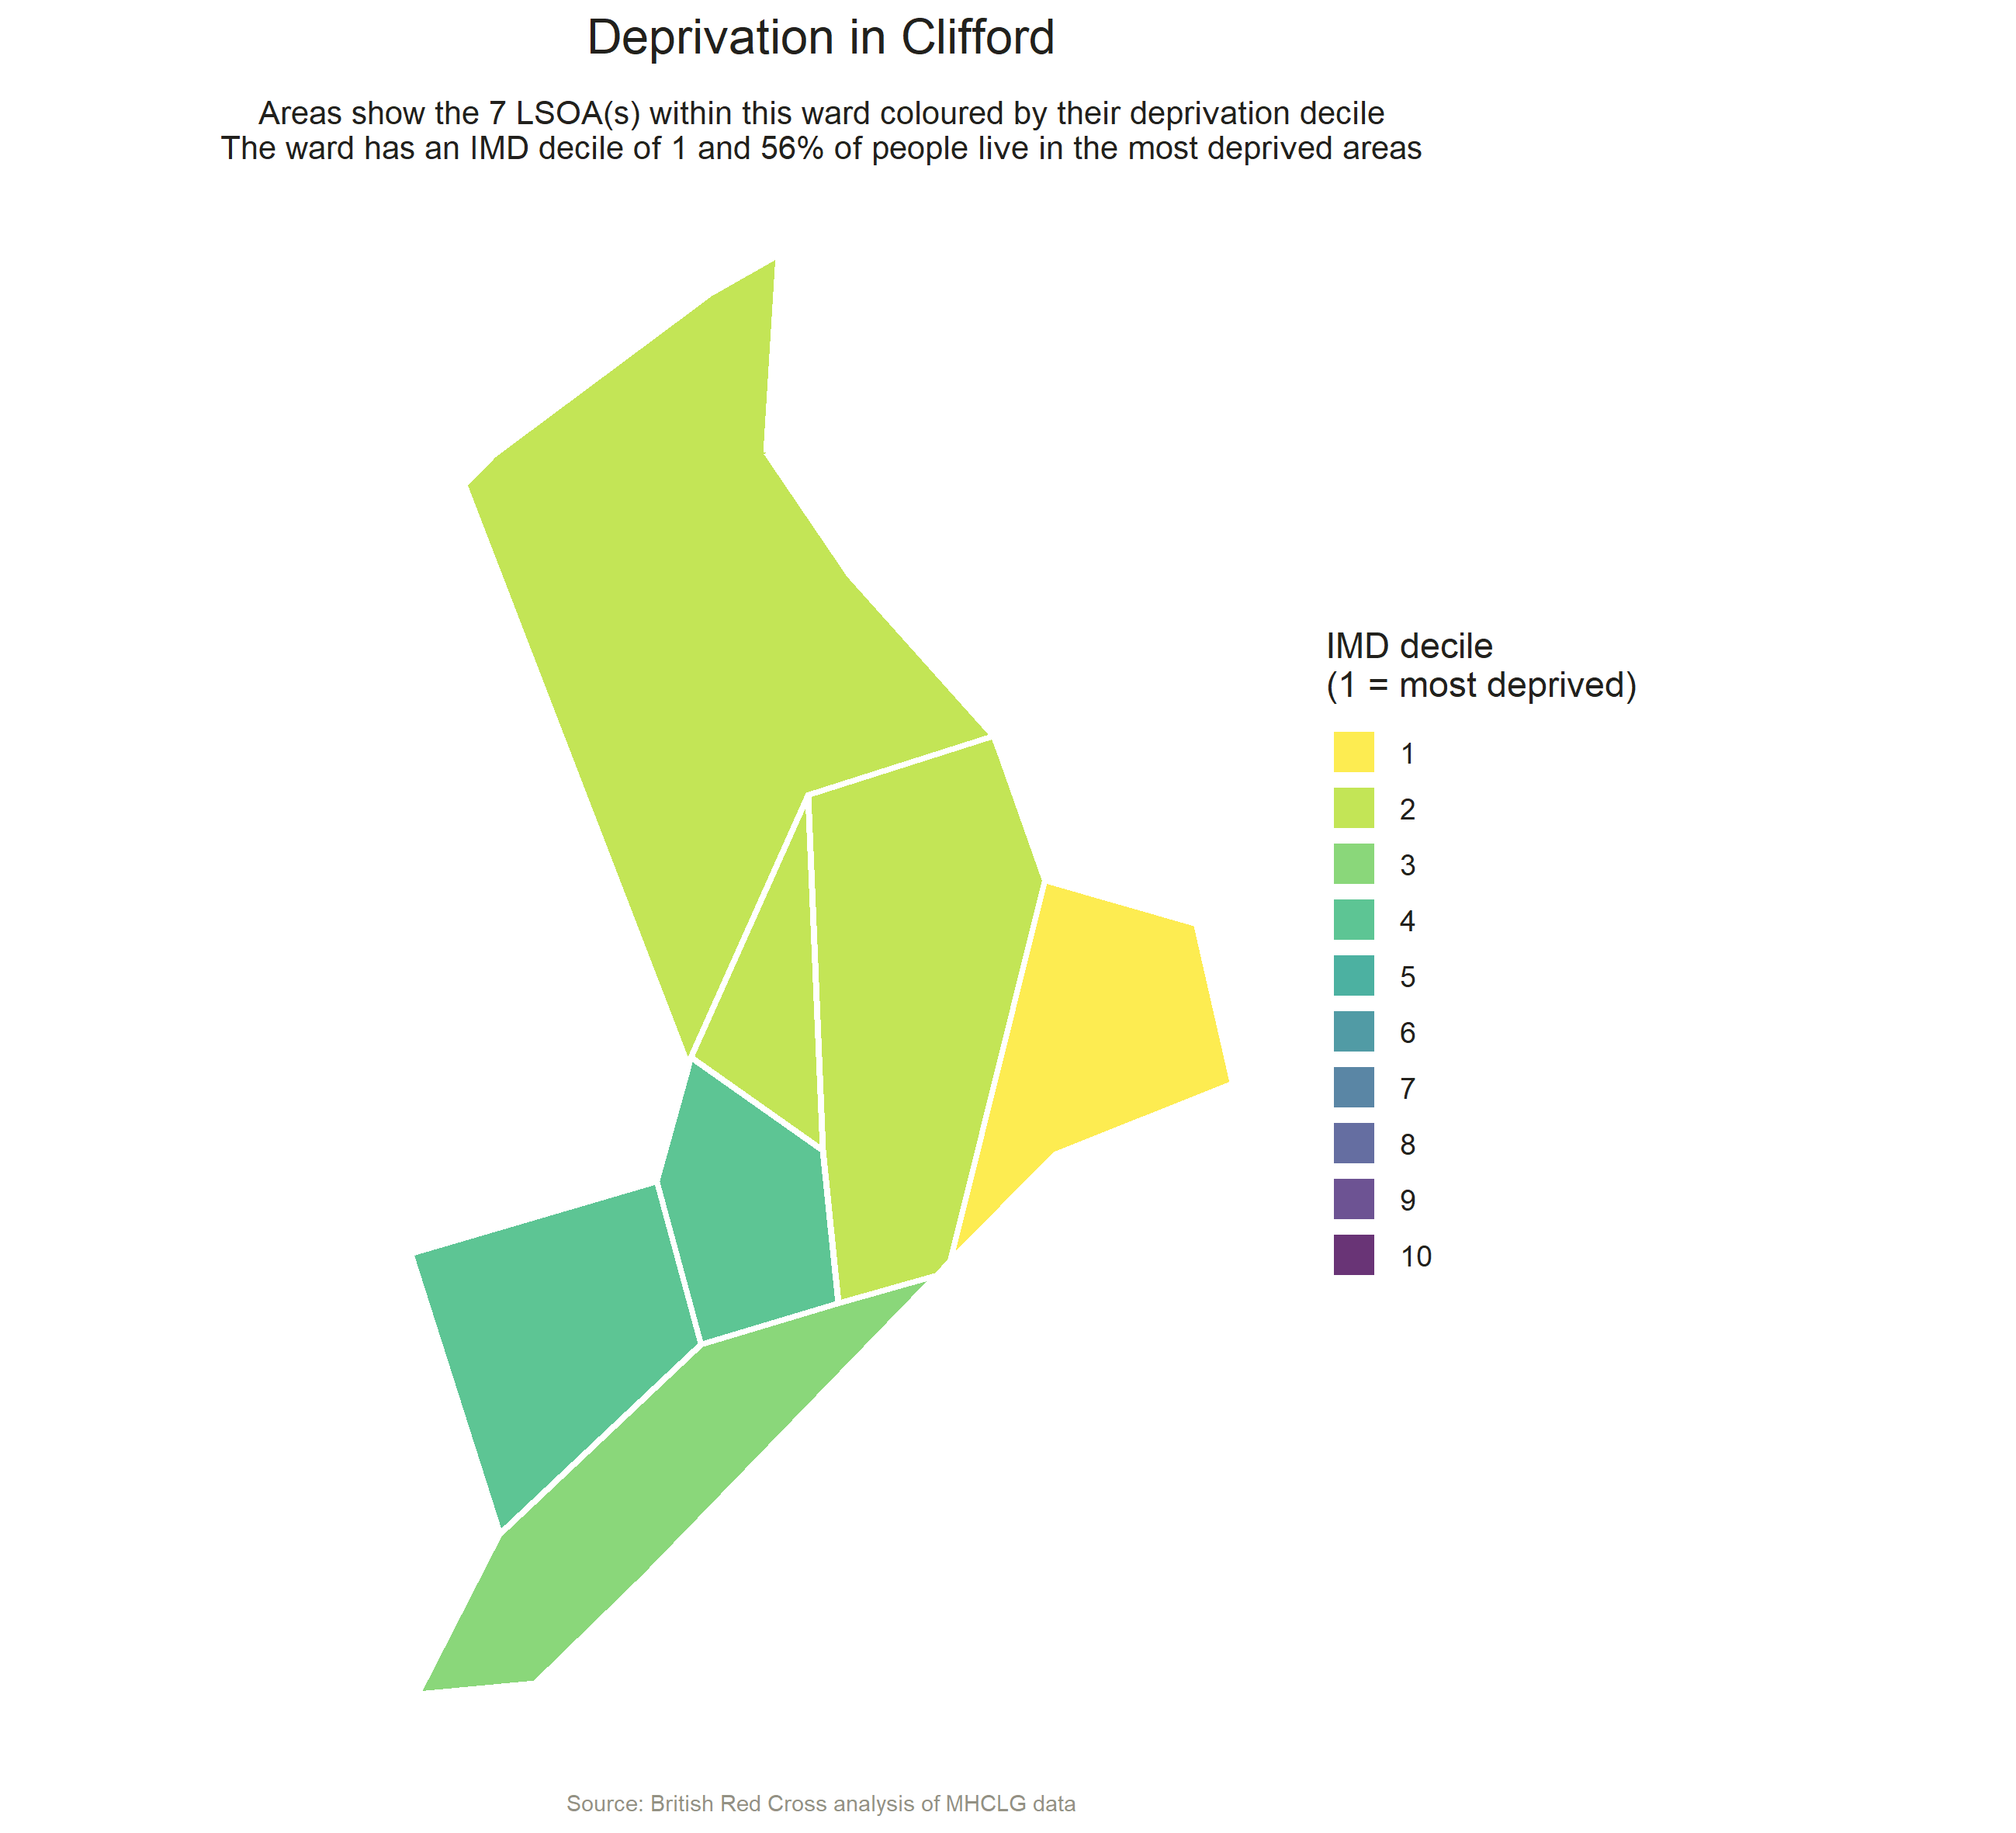 Deprivation in Clifford
Areas show the 7 LSOA(s) within this ward coloured by their deprivation decile
The ward has an IMD decile of 1 and 56% of people live in the most deprived areas
IMD decile
(1 = most deprived)
1
2
3
4
5
6
7
8
9
10
Source: British Red Cross analysis of MHCLG data